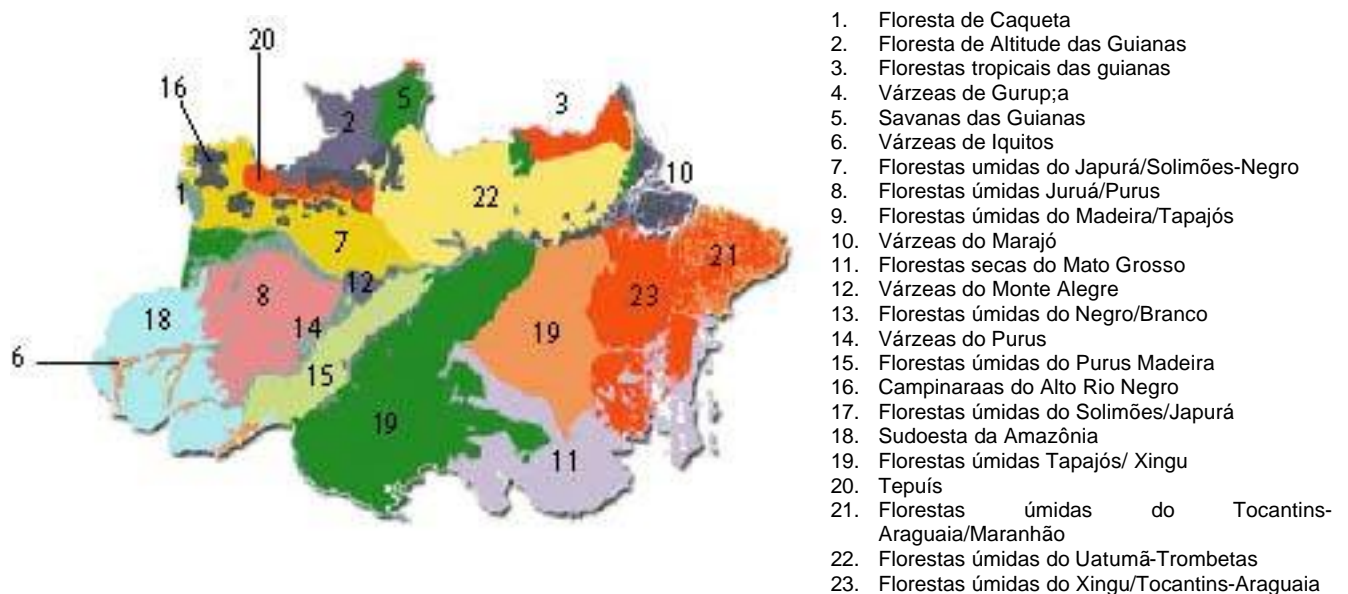 20
16
5
3
2
10
1
22
7
21
12
8
23
18
14
19
6
15
19
11
1. Floresta de Caqueta
2. Floresta de Altitude das Guianas
3. Florestas tropicais das guianas
4. Várzeas de Gurup;a
5. Savanas das Guianas
6. Várzeas de Iquitos
7. Florestas umidas do Japurá/Solimões-Negro
8. Florestas úmidas Juruá/Purus
9. Florestas úmidas do Madeira/Tapajós
10. Várzeas do Marajó
11. Florestas secas do Mato Grosso
12. Várzeas do Monte Alegre
13. Florestas úmidas do Negro/Branco
14. Várzeas do Purus
15. Florestas úmidas do Purus Madeira
16. Campinaraas do Alto Rio Negro
17. Florestas úmidas do Solimões/Japurá
18. Sudoesta da Amazônia
19. Florestas úmidas Tapajós/ Xingu
20. Tepuís
21. Florestas úmidas do Tocantins-
Araguaia/Maranhão
22. Florestas úmidas do Uatumã-Trombetas
23. Florestas úmidas do Xingu/Tocantins-Araguaia